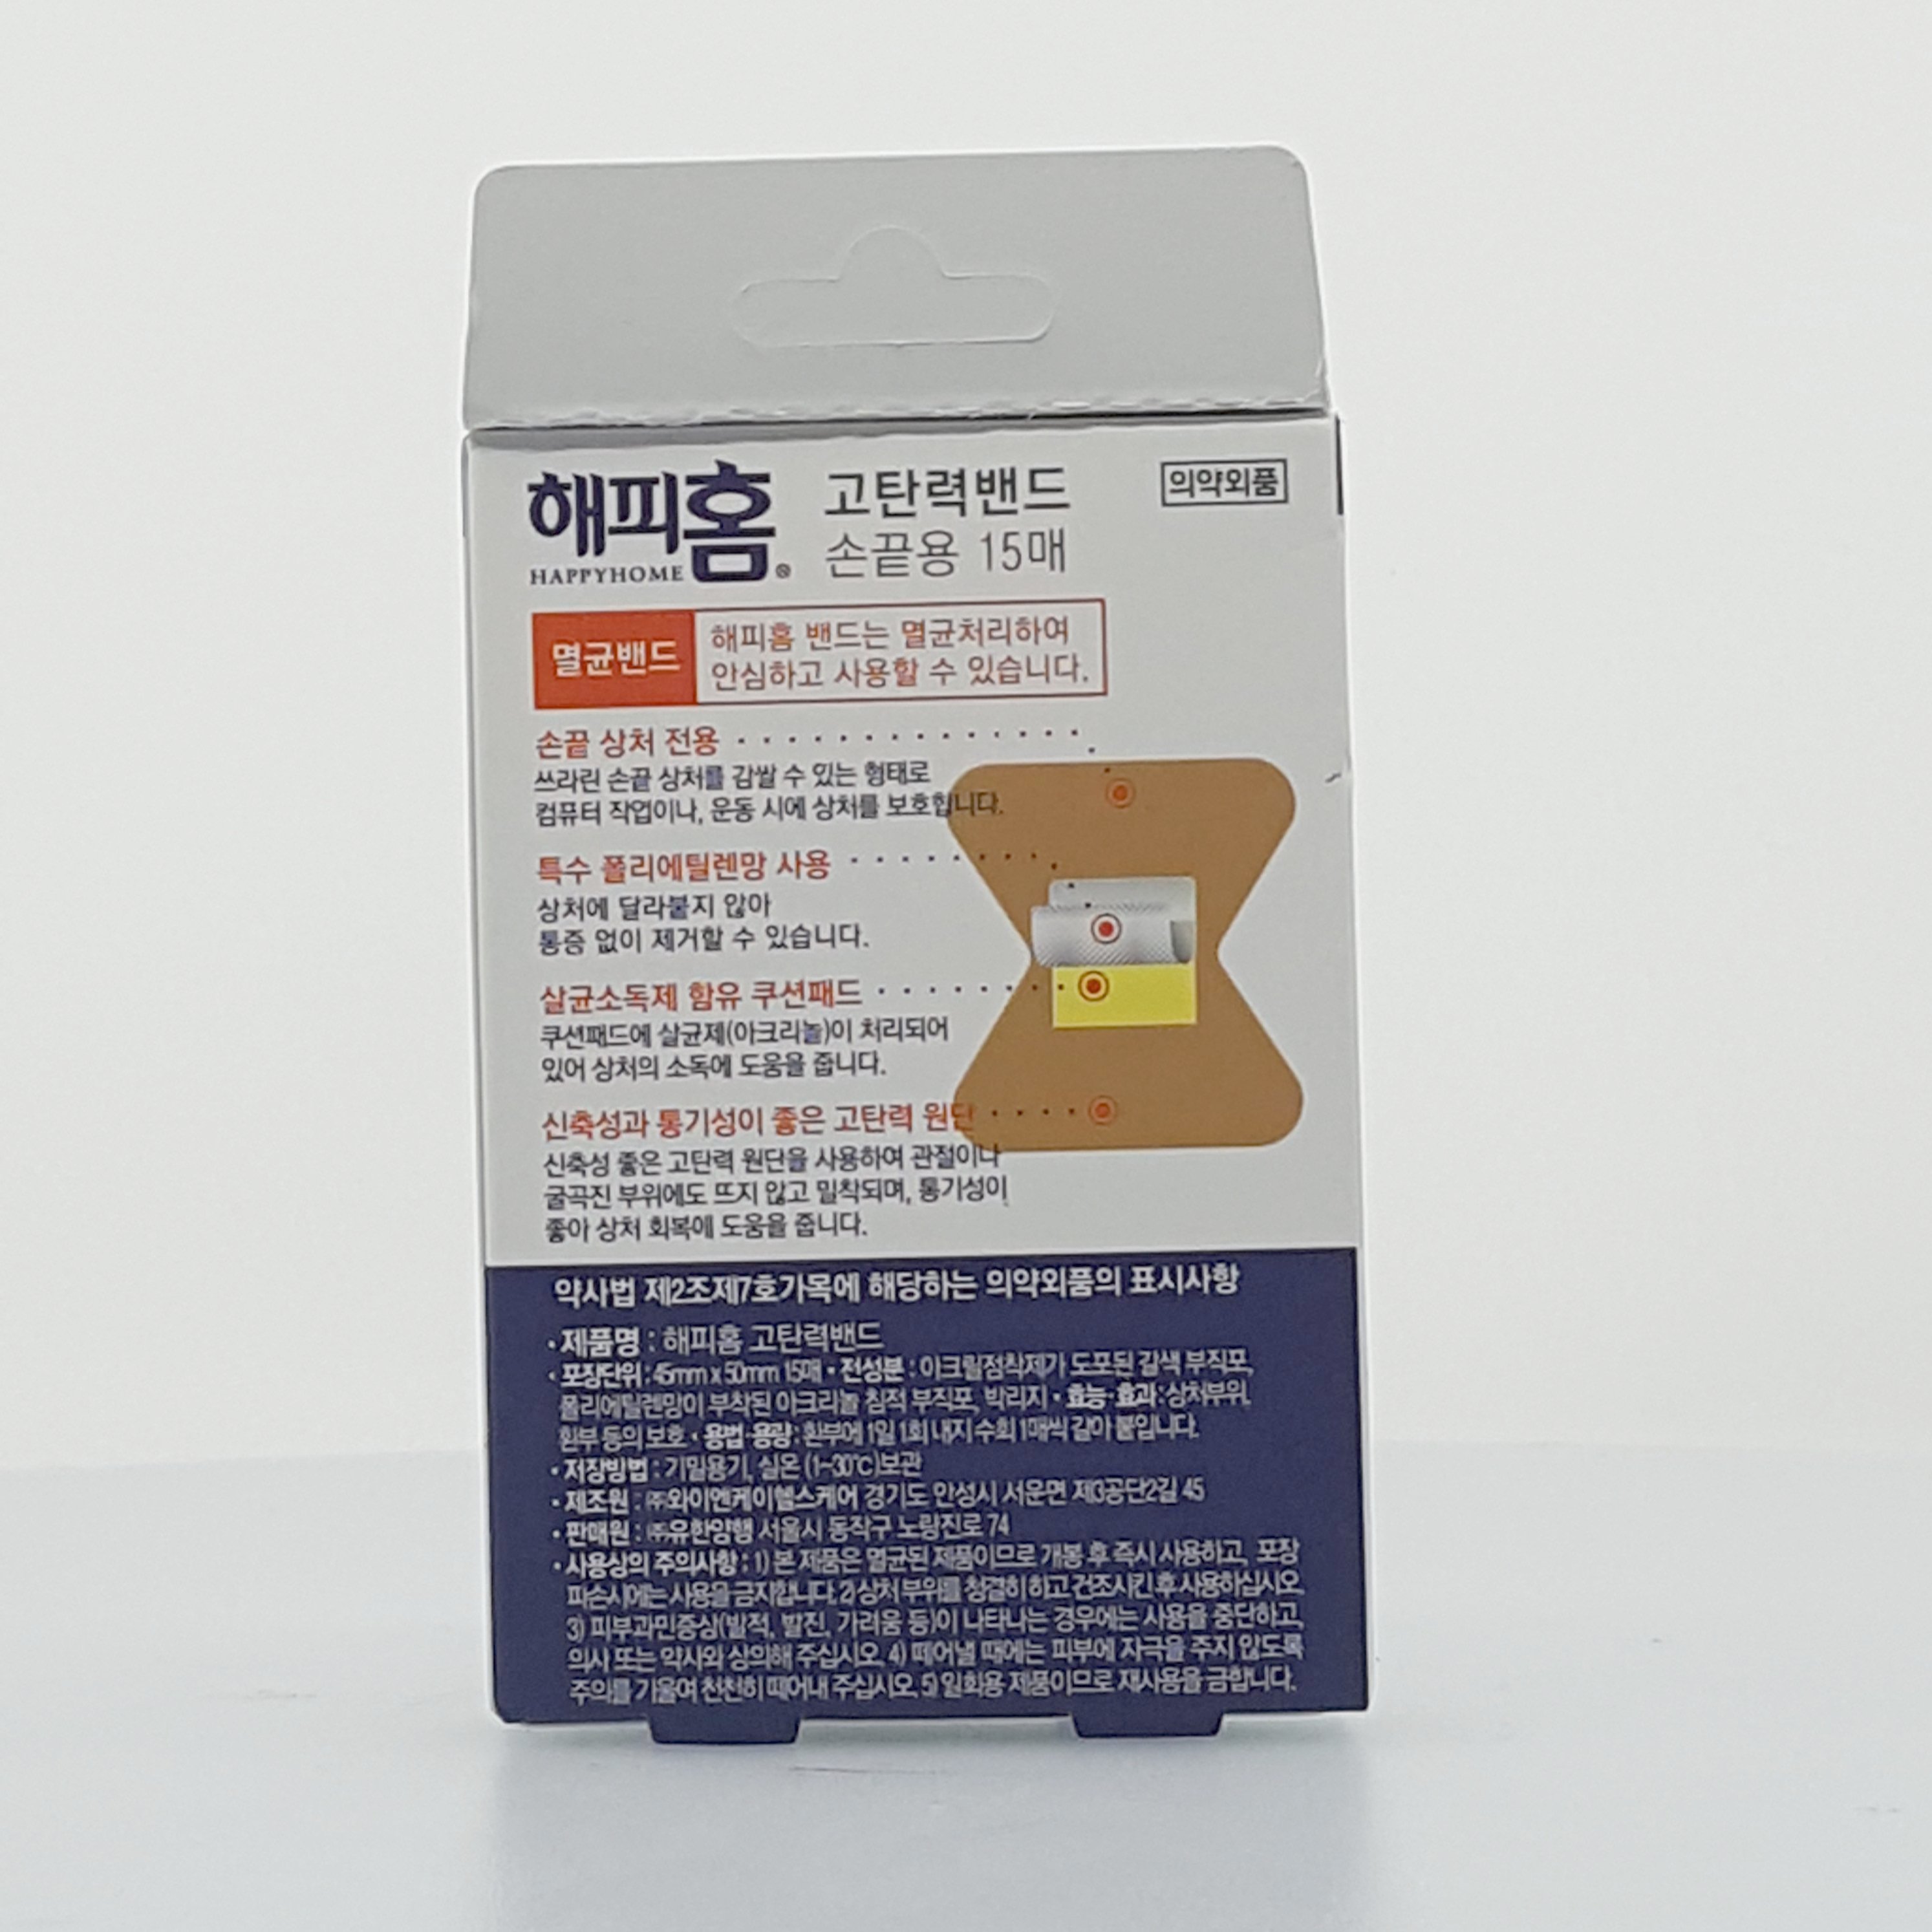 해피홈
HAPPYHOME
®
고탄력밴드
손끝용 15매
의약외품
멸균밴드
해피홈 밴드는 멸균처리하여
안심하고 사용할 수 있습니다.
손끝 상처 전용
쓰라린 손끝 상처를 감쌀 수 있는 형태로
컴퓨터 작업이나, 운동 시에 상처를 보호합니다.
특수 폴리에틸렌망 사용
상처에 달라붙지 않아
통증 없이 제거할 수 있습니다.
살균소독제 함유 쿠션패드
쿠션패드에 살균제(아크리놀)이 처리되어
있어 상처의 소독에 도움을 줍니다.
신축성과 통기성이 좋은 고탄력 원단
신축성 좋은 고탄력 원단을 사용하여 관절이나
굴곡진 부위에도 뜨지 않고 밀착되며, 통기성이
좋아 상처 회복에 도움을 줍니다.
약사법 제2조제7호가목에 해당하는 의약외품의 표시사항
• 제품명 : 해피홈 고탄력밴드
• 포장단위 : 45mm x 50mm 15매 • 전성분 : 아크릴점착제가 도포된 갈색 부직포,
폴리에틸렌망이 부착된 아크리놀 침적 부직포, 박리지 • 효능·효과 : 상처부위,
환부 등의 보호 • 용법·용량 : 환부에 1일 1회 내지 수회 1매씩 갈아 붙입니다.
• 저장방법 : 기밀용기, 실온 (1~30℃)보관
• 제조원 : ㈜와이엔케이헬스케어 경기도 안성시 서운면 제3공단2길 45
• 판매원 : ㈜유한양행 서울시 동작구 노량진로 74
• 사용상의 주의사항 : 1) 본 제품은 멸균된 제품이므로 개봉 후 즉시 사용하고, 포장
파손시에는 사용을 금지합니다. 2) 상처 부위를 청결히 하고 건조시킨 후 사용하십시오.
3) 피부과민증상(발적, 발진, 가려움 등)이 나타나는 경우에는 사용을 중단하고,
의사 또는 약사와 상의해 주십시오. 4) 떼어낼 때에는 피부에 자극을 주지 않도록
주의를 기울여 천천히 떼어내 주십시오. 5) 일회용 제품이므로 재사용을 금합니다.